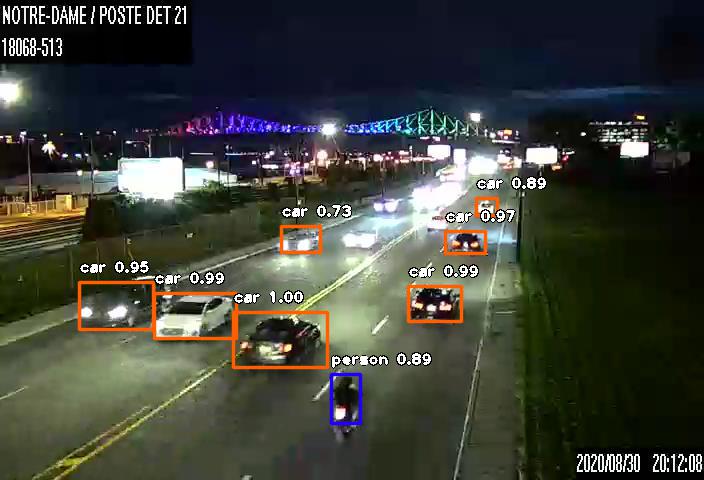 NOTRE-DAME / POSTE DET 21
18068-513
car 0.89
car 0.73
car 0.97
car 0.95
car 0.99
car 0.99
car 1.00
person 0.89
2020/08/30 20:12:08